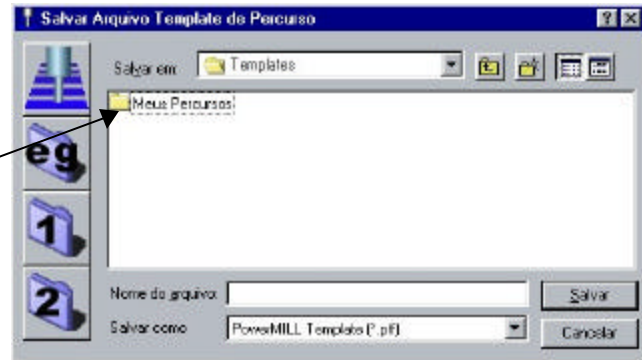 Salvar Arquivo Template de Percurso
Salvar em: Templates
Meus Percursos
eg
1
2
Nome do arquivo:
Salvar
Salvar como PowerMILL Template (*.ptf)
Cancelar